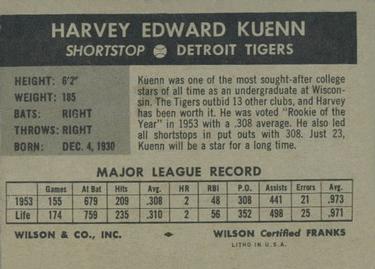 HARVEY EDWARD KUENN
SHORTSTOP DETROIT TIGERS
HEIGHT: 6'2"
WEIGHT: 185
BATS: RIGHT
THROWS: RIGHT
BORN: DEC. 4, 1930
Kuenn was one of the most sought-after college
stars of all time as an undergraduate at Wiscon-
sin. The Tigers outbid 13 other clubs, and Harvey
has been worth it. He was voted "Rookie of
the Year" in 1953 with a .308 average. He also led
all shortstops in put outs with 308. Just 23,
Kuenn will be a star for a long time.
MAJOR LEAGUE RECORD
Games At Bat Hits Avg. HR RBI P.O. Assists Errors Avg.
1953 155 679 209 .308 2 48 308 441 21 .973
Life 174 759 235 .310 2 56 352 498 25 .971
WILSON & CO., INC. WILSON Certified FRANKS
LITHO IN U.S.A.